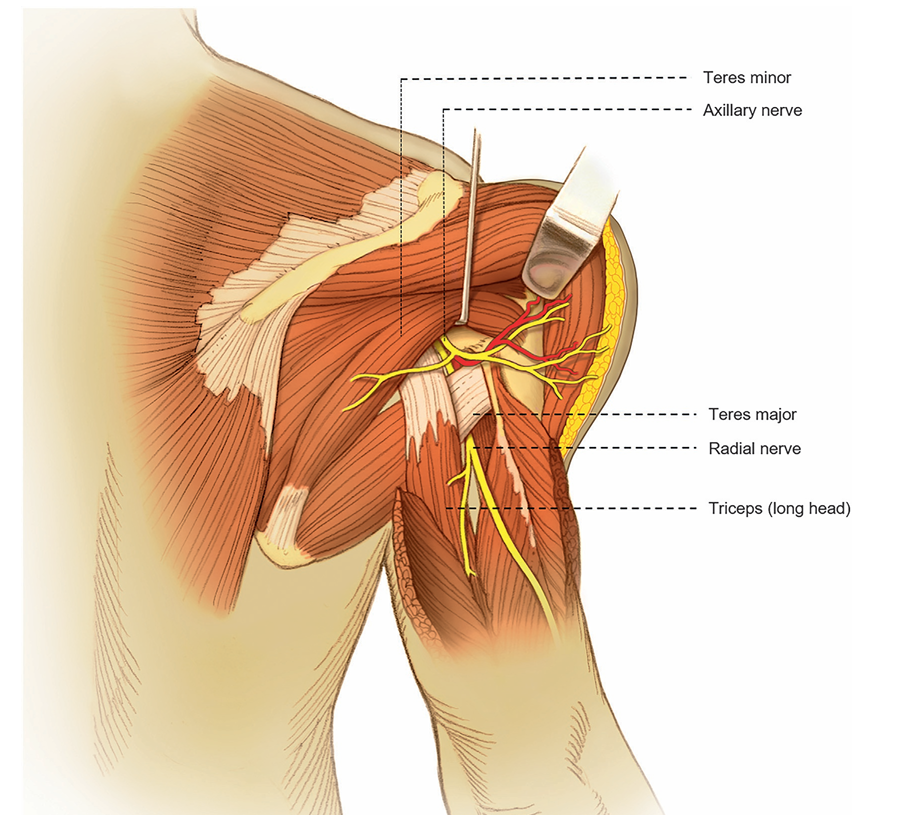 Teres minor
Axillary nerve
Teres major
Radial nerve
Triceps (long head)